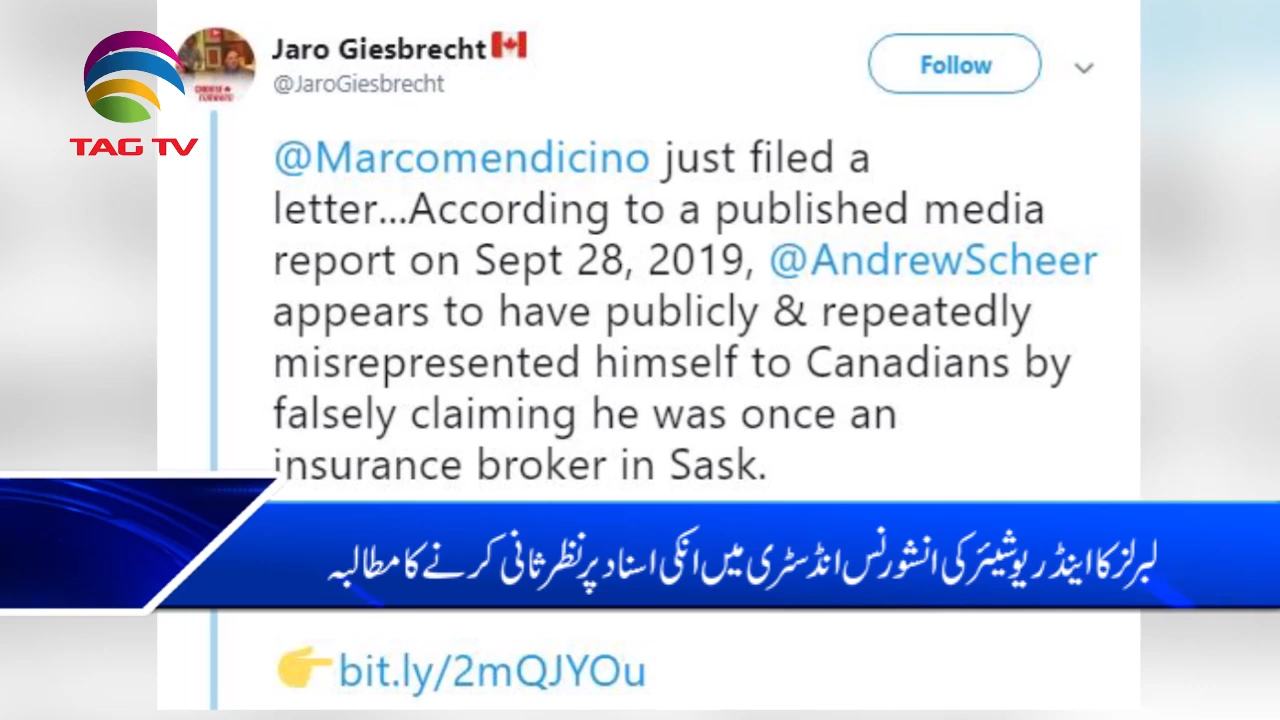 TAG TV
Jaro Giesbrecht
@JaroGiesbrecht
Follow
@Marcomendicino just filed a
letter...According to a published media
report on Sept 28, 2019, @AndrewScheer
appears to have publicly & repeatedly
misrepresented himself to Canadians by
falsely claiming he was once an
insurance broker in Sask.
لبرلز کا اینڈریو شیئر کی انشورنس انڈسٹری میں انکی اسناد پر نظر ثانی کرنے کا مطالبہ
👉bit.ly/2mQJYOu